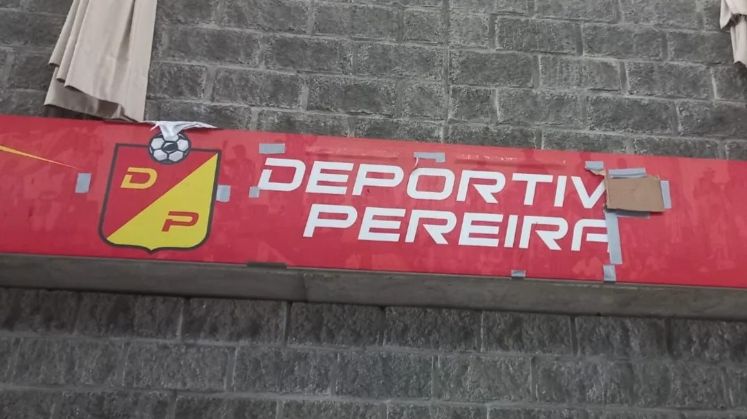 D
P
DEPORTIV
PEREIRA